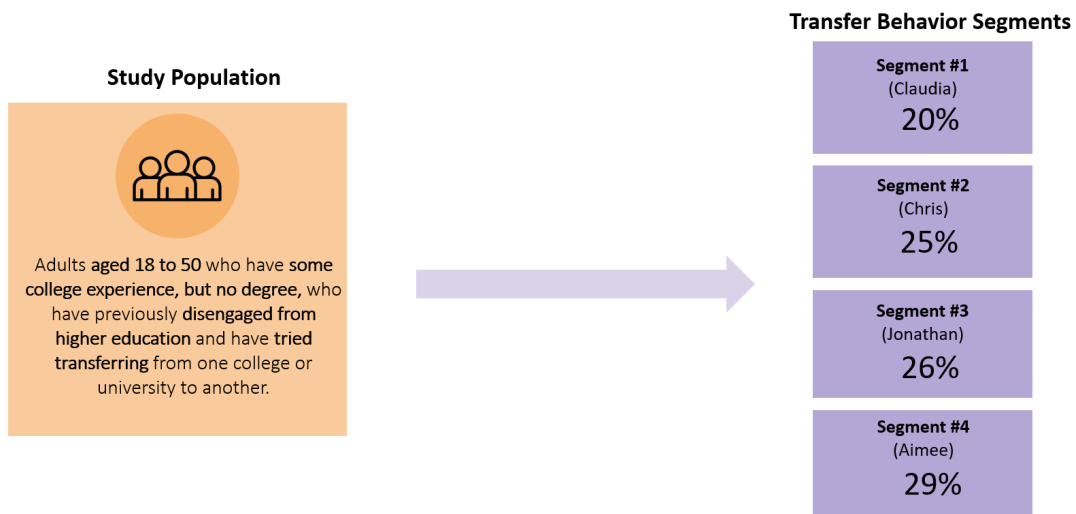 Study Population
Adults aged 18 to 50 who have some
college experience, but no degree, who
have previously disengaged from
higher education and have tried
transferring from one college or
university to another.
Transfer Behavior Segments
Segment #1
(Claudia)
20%
Segment #2
(Chris)
25%
Segment #3
(Jonathan)
26%
Segment #4
(Aimee)
29%